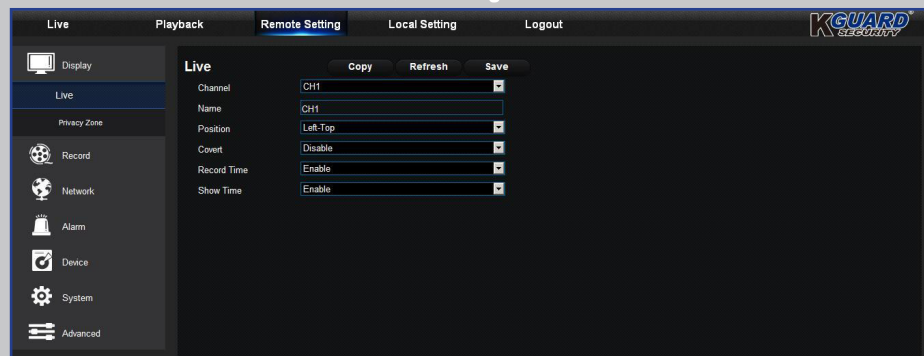 Live Playback Remote Setting Local Setting Logout KGUARD®
SECURITY
Display
Live
Privacy Zone
Record
Network
Alarm
Device
System
Advanced
Live Copy Refresh Save
Channel CH1
Name CH1
Position Left-Top
Covert Disable
Record Time Enable
Show Time Enable